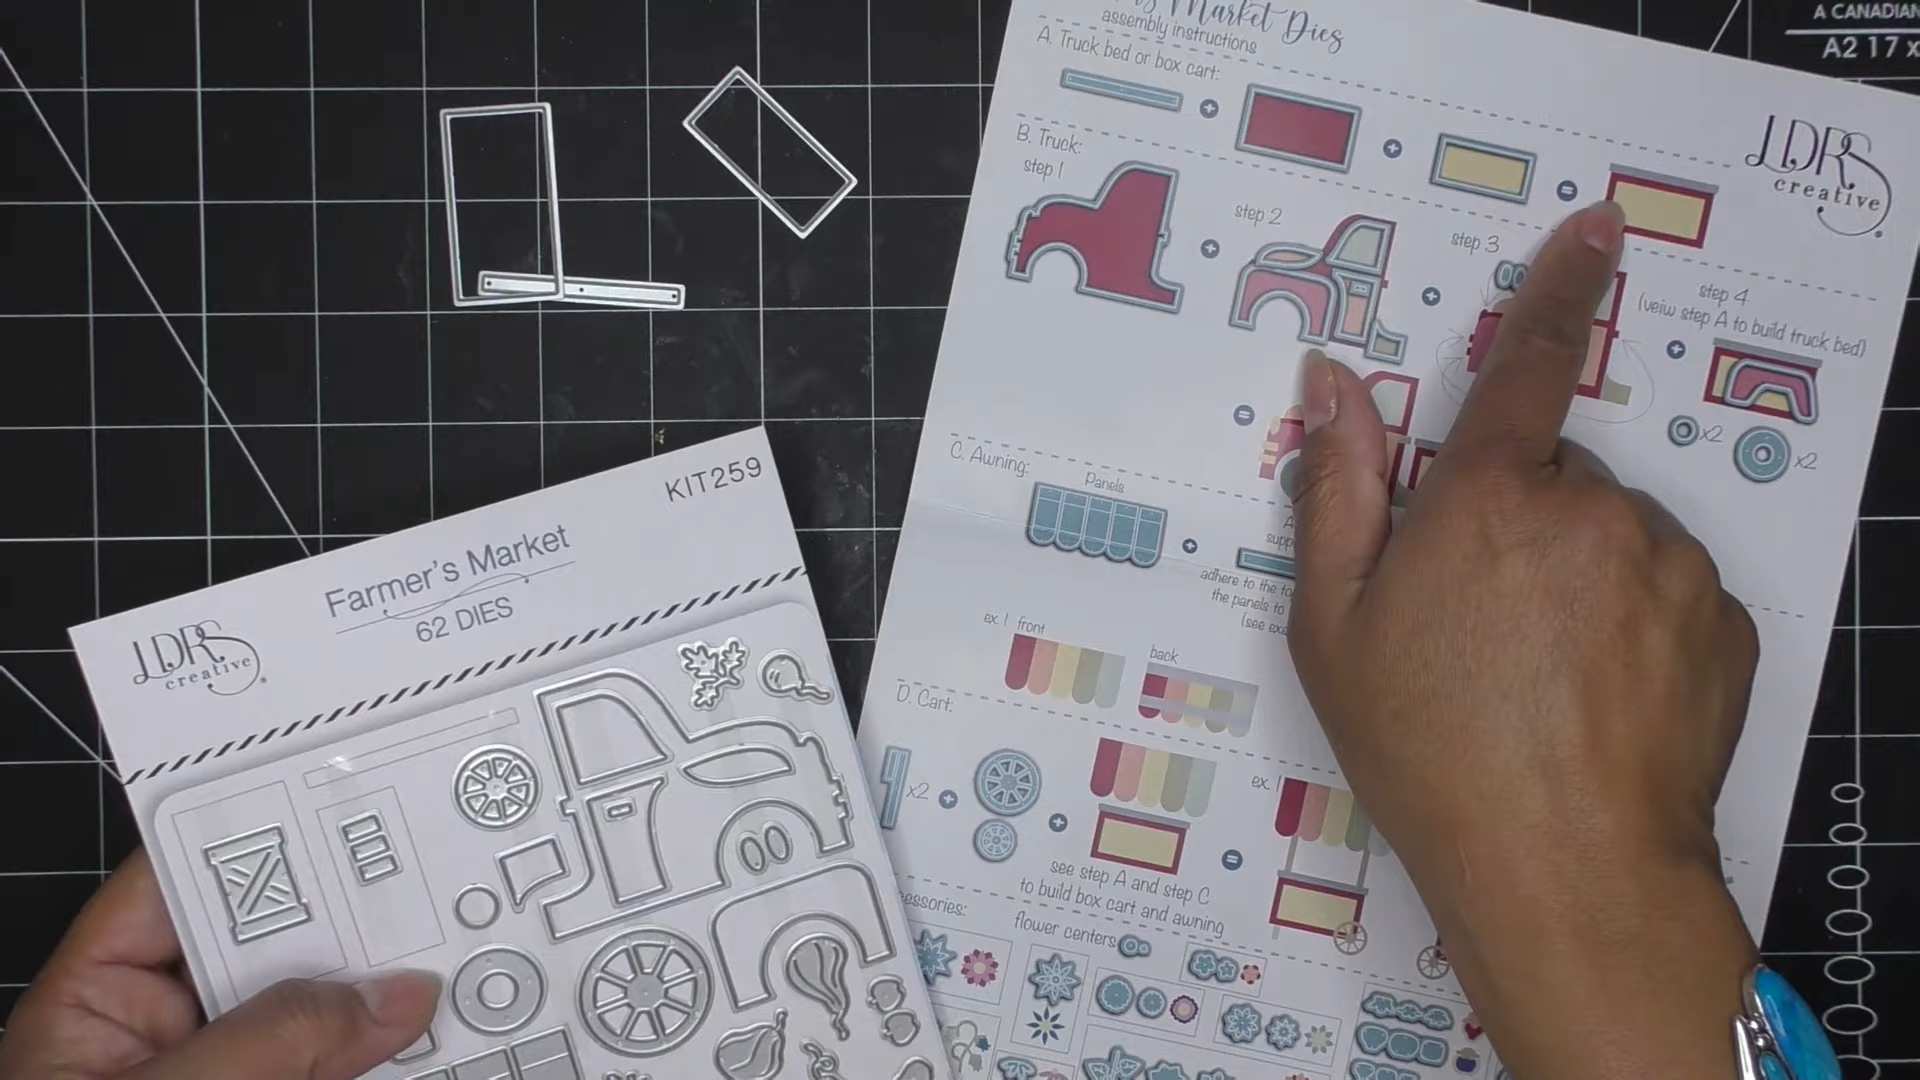 A CANADIAN
A2 17 x
Market Dies
assembly instructions
A. Truck bed or box cart:
LDRS
creative
B. Truck:
step 1
step 2
step 3
step 4
(veiw step A to build truck bed)
x2
x2
C. Awning:
Panels
adhere to the
the panels to
ex. 1 front
back
D. Cart:
x2
ex. 1
see step A and step C
to build box cart and awning
flower centers
KIT259
Farmer's Market
62 DIES
LDRS
creative